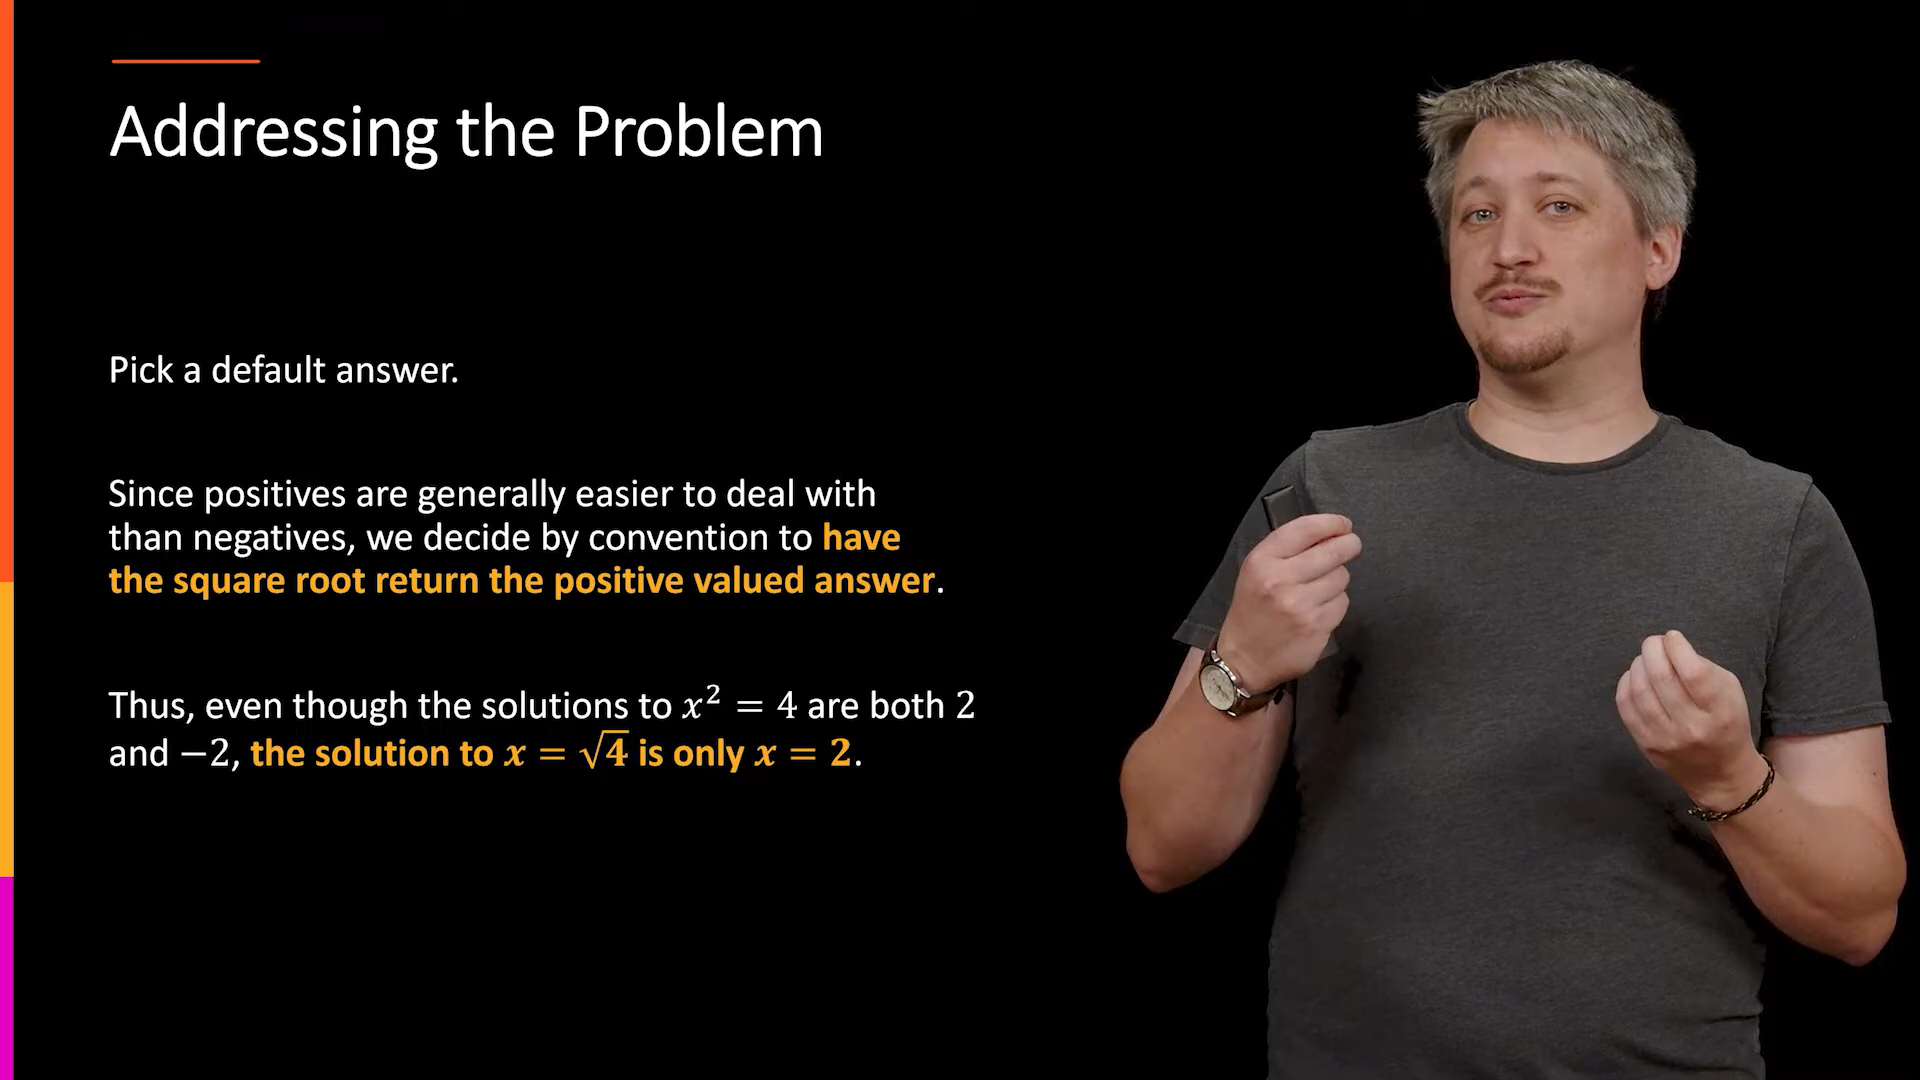 Addressing the Problem
Pick a default answer.
Since positives are generally easier to deal with
than negatives, we decide by convention to have
the square root return the positive valued answer.
Thus, even though the solutions to x² = 4 are both 2
and −2, the solution to x = √4 is only x = 2.